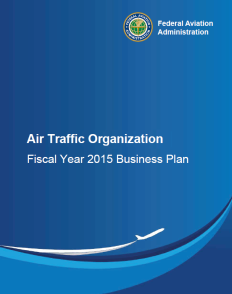 Federal Aviation
Administration
Air Traffic Organization
Fiscal Year 2015 Business Plan